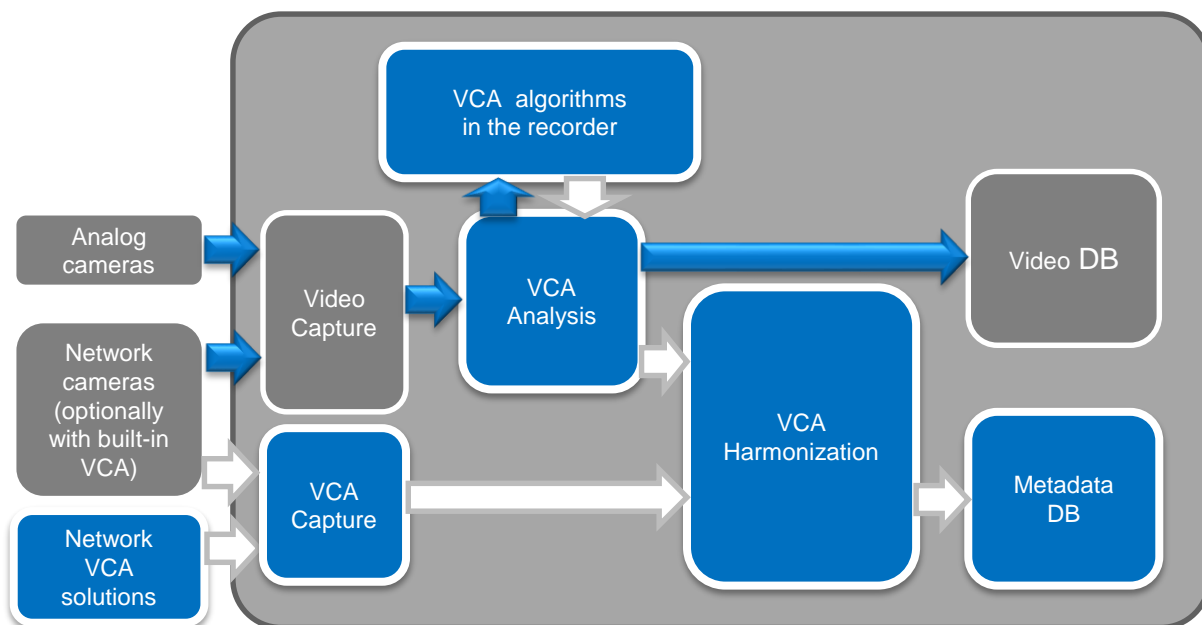 VCA algorithms
in the recorder
Analog
cameras
Video
Capture
VCA
Analysis
Video DB
Network
cameras
(optionally
with built-in
VCA)
VCA
Harmonization
VCA
Capture
Metadata
DB
Network
VCA
solutions